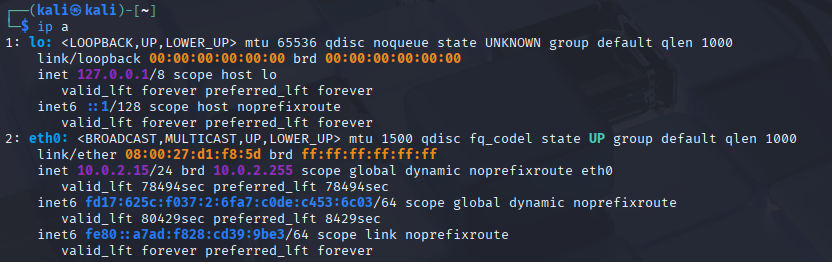 ┌──(kali㉿kali)-[~]
└─$ ip a
1: lo: <LOOPBACK,UP,LOWER_UP> mtu 65536 qdisc noqueue state UNKNOWN group default qlen 1000
    link/loopback 00:00:00:00:00:00 brd 00:00:00:00:00:00
    inet 127.0.0.1/8 scope host lo
       valid_lft forever preferred_lft forever
    inet6 ::1/128 scope host noprefixroute
       valid_lft forever preferred_lft forever
2: eth0: <BROADCAST,MULTICAST,UP,LOWER_UP> mtu 1500 qdisc fq_codel state UP group default qlen 1000
    link/ether 08:00:27:d1:f8:5d brd ff:ff:ff:ff:ff:ff
    inet 10.0.2.15/24 brd 10.0.2.255 scope global dynamic noprefixroute eth0
       valid_lft 78494sec preferred_lft 78494sec
    inet6 fd17:625c:f037:2:6fa7:c0de:c453:6c03/64 scope global dynamic noprefixroute
       valid_lft 80429sec preferred_lft 8429sec
    inet6 fe80::a7ad:f828:cd39:9be3/64 scope link noprefixroute
       valid_lft forever preferred_lft forever